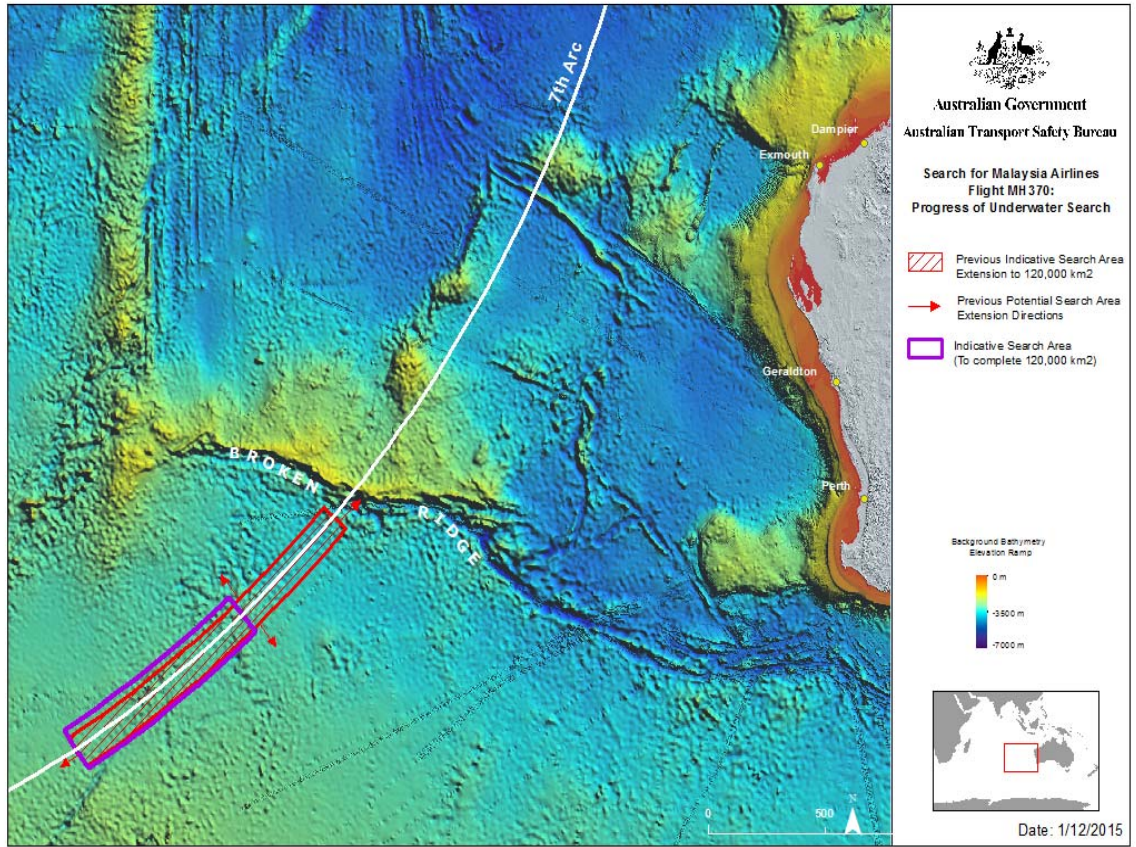 7th Arc
Dampier
Exmouth
Geraldton
Perth
BROKEN
RIDGE
0
500
N
Australian Government
Australian Transport Safety Bureau
Search for Malaysia Airlines
Flight MH370:
Progress of Underwater Search
Previous Indicative Search Area
Extension to 120,000 km2
Previous Potential Search Area
Extension Directions
Indicative Search Area
(To complete 120,000 km2)
Background Bathymetry
Elevation Ramp
0 m
-3500 m
-7000 m
Date: 1/12/2015